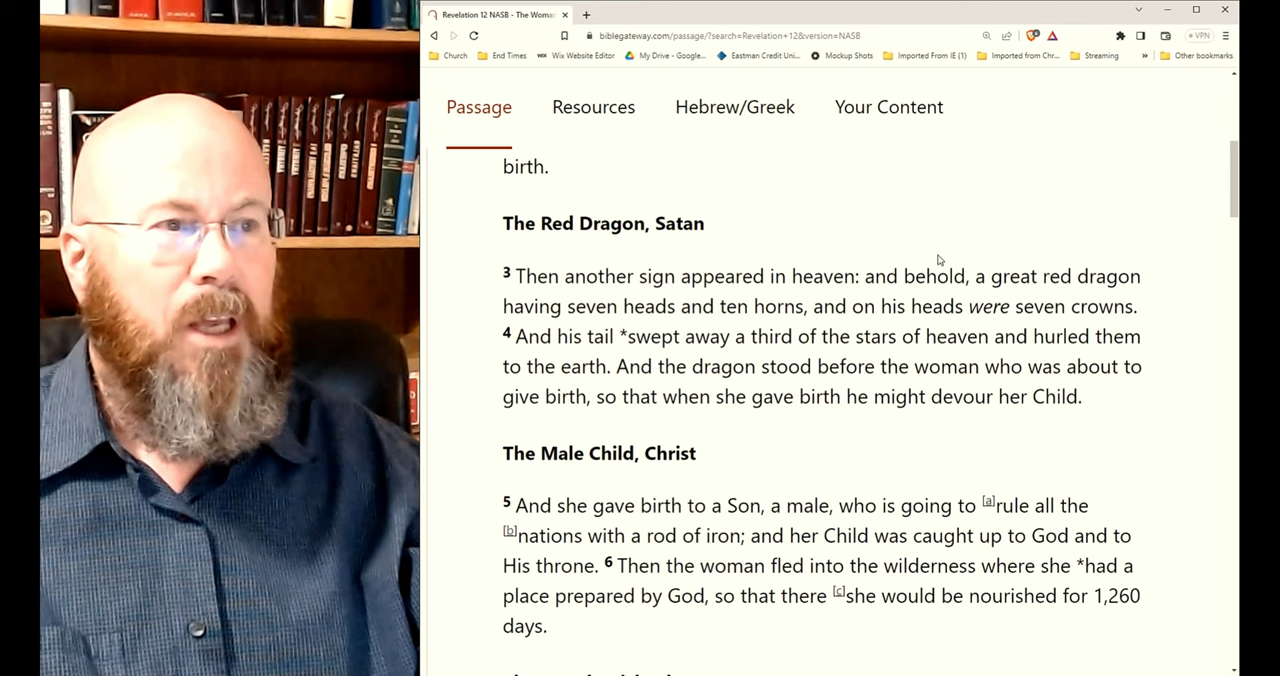 Revelation 12 NASB - The Woma
biblegateway.com/passage/?search=Revelation+12&version=NASB
VPN
Church End Times Wix Website Editor My Drive - Google... Eastman Credit Uni... Mockup Shots Imported From IE (1) Imported from Chr... Streaming » Other bookmarks
Passage Resources Hebrew/Greek Your Content
birth.
The Red Dragon, Satan
3 Then another sign appeared in heaven: and behold, a great red dragon
having seven heads and ten horns, and on his heads were seven crowns.
4 And his tail *swept away a third of the stars of heaven and hurled them
to the earth. And the dragon stood before the woman who was about to
give birth, so that when she gave birth he might devour her Child.
The Male Child, Christ
5 And she gave birth to a Son, a male, who is going to [a]rule all the
[b]nations with a rod of iron; and her Child was caught up to God and to
His throne. 6 Then the woman fled into the wilderness where she *had a
place prepared by God, so that there [c]she would be nourished for 1,260
days.